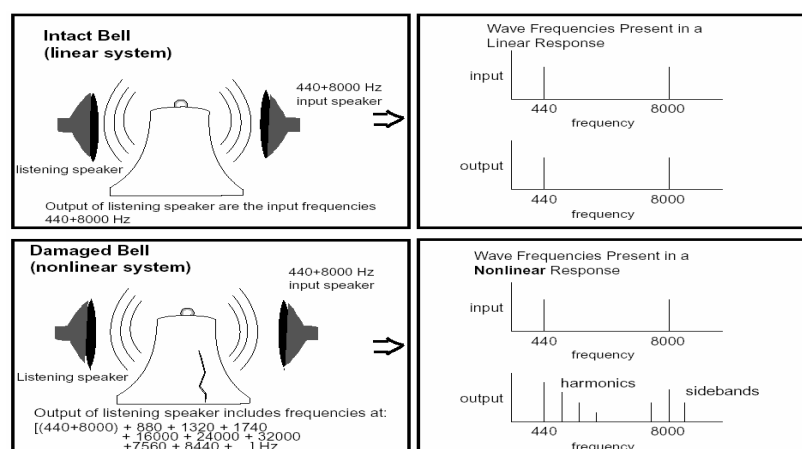 Intact Bell
(linear system)
440+8000 Hz
input speaker
listening speaker
Output of listening speaker are the input frequencies
440+8000 Hz
Wave Frequencies Present in a
Linear Response
input
440
8000
frequency
output
440
8000
frequency
Damaged Bell
(nonlinear system)
440+8000 Hz
input speaker
Listening speaker
Output of listening speaker includes frequencies at:
[(440+8000) + 880 + 1320 + 1740
+ 16000 + 24000 + 32000
+7560 + 8440 + ...] Hz
Wave Frequencies Present in a
Nonlinear Response
input
440
8000
frequency
output
harmonics
sidebands
440
8000
frequency